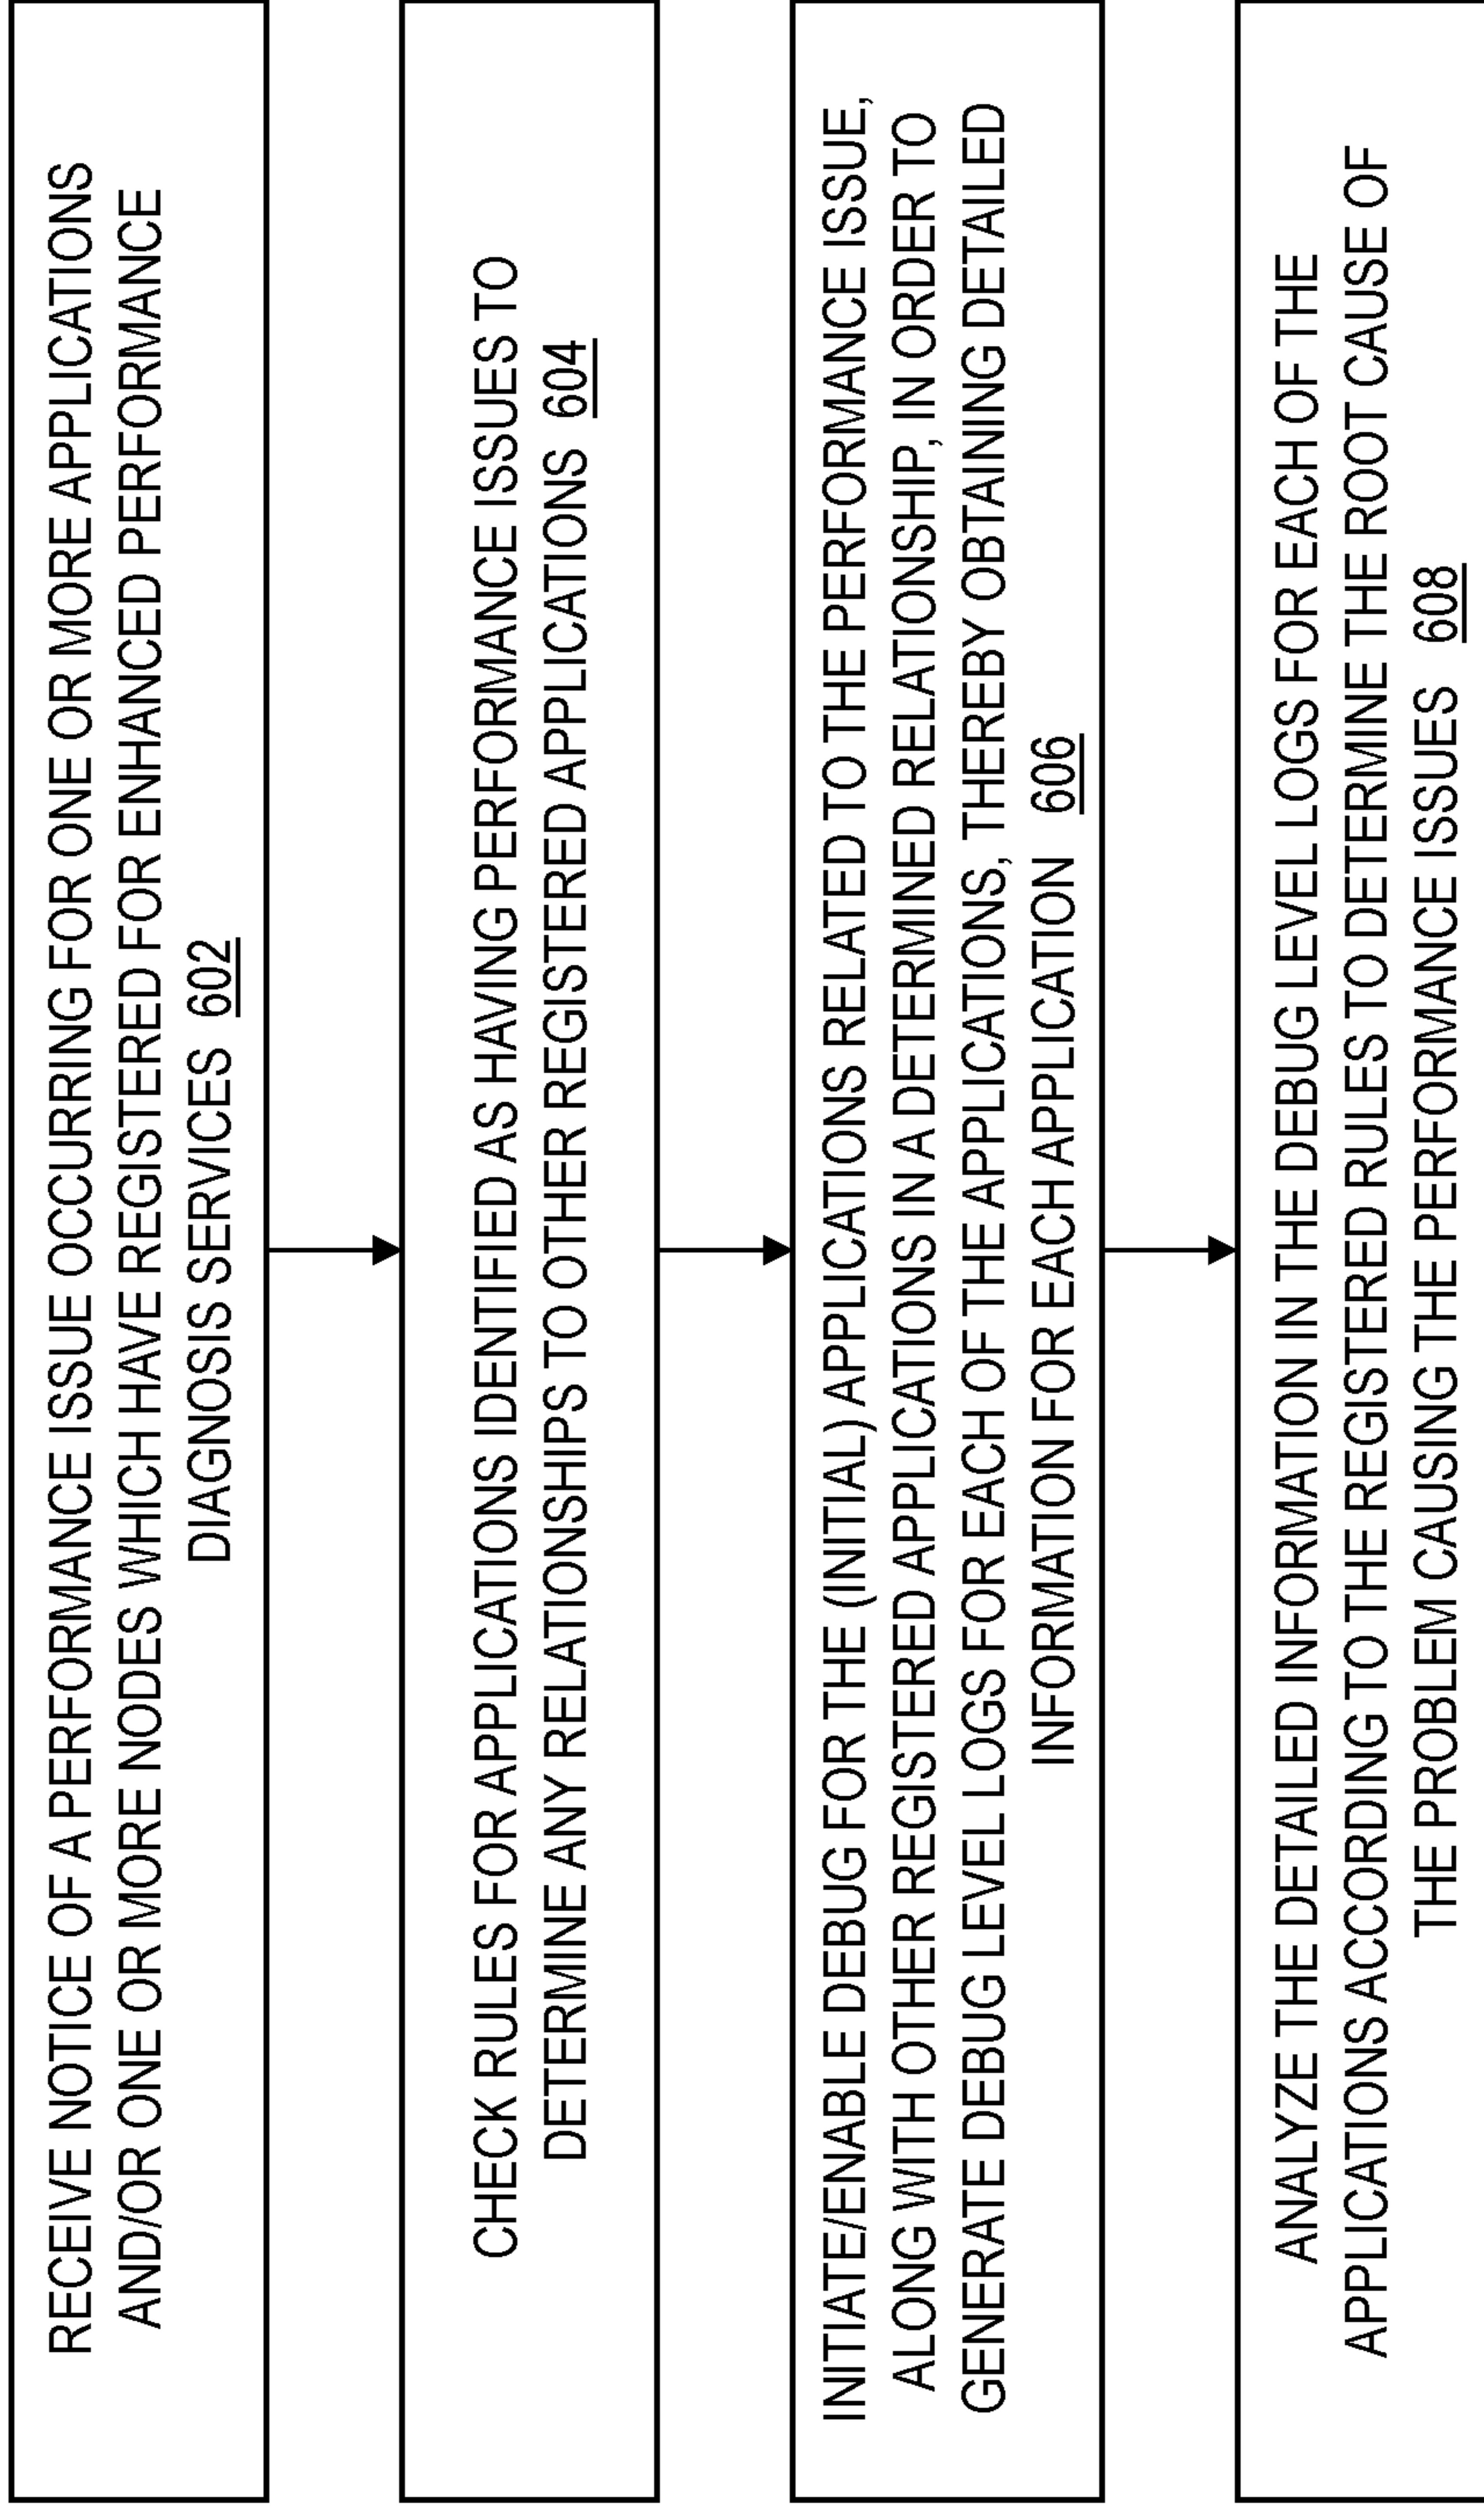 RECEIVE NOTICE OF A PERFORMANCE ISSUE OCCURRING FOR ONE OR MORE APPLICATIONS
AND/OR ONE OR MORE NODES WHICH HAVE REGISTERED FOR ENHANCED PERFORMANCE
DIAGNOSIS SERVICES 602
CHECK RULES FOR APPLICATIONS IDENTIFIED AS HAVING PERFORMANCE ISSUES TO
DETERMINE ANY RELATIONSHIPS TO OTHER REGISTERED APPLICATIONS 604
INITIATE/ENABLE DEBUG FOR THE (INITIAL) APPLICATIONS RELATED TO THE PERFORMANCE ISSUE,
ALONG WITH OTHER REGISTERED APPLICATIONS IN A DETERMINED RELATIONSHIP, IN ORDER TO
GENERATE DEBUG LEVEL LOGS FOR EACH OF THE APPLICATIONS, THEREBY OBTAINING DETAILED
INFORMATION FOR EACH APPLICATION 606
ANALYZE THE DETAILED INFORMATION IN THE DEBUG LEVEL LOGS FOR EACH OF THE
APPLICATIONS ACCORDING TO THE REGISTERED RULES TO DETERMINE THE ROOT CAUSE OF
THE PROBLEM CAUSING THE PERFORMANCE ISSUES 608